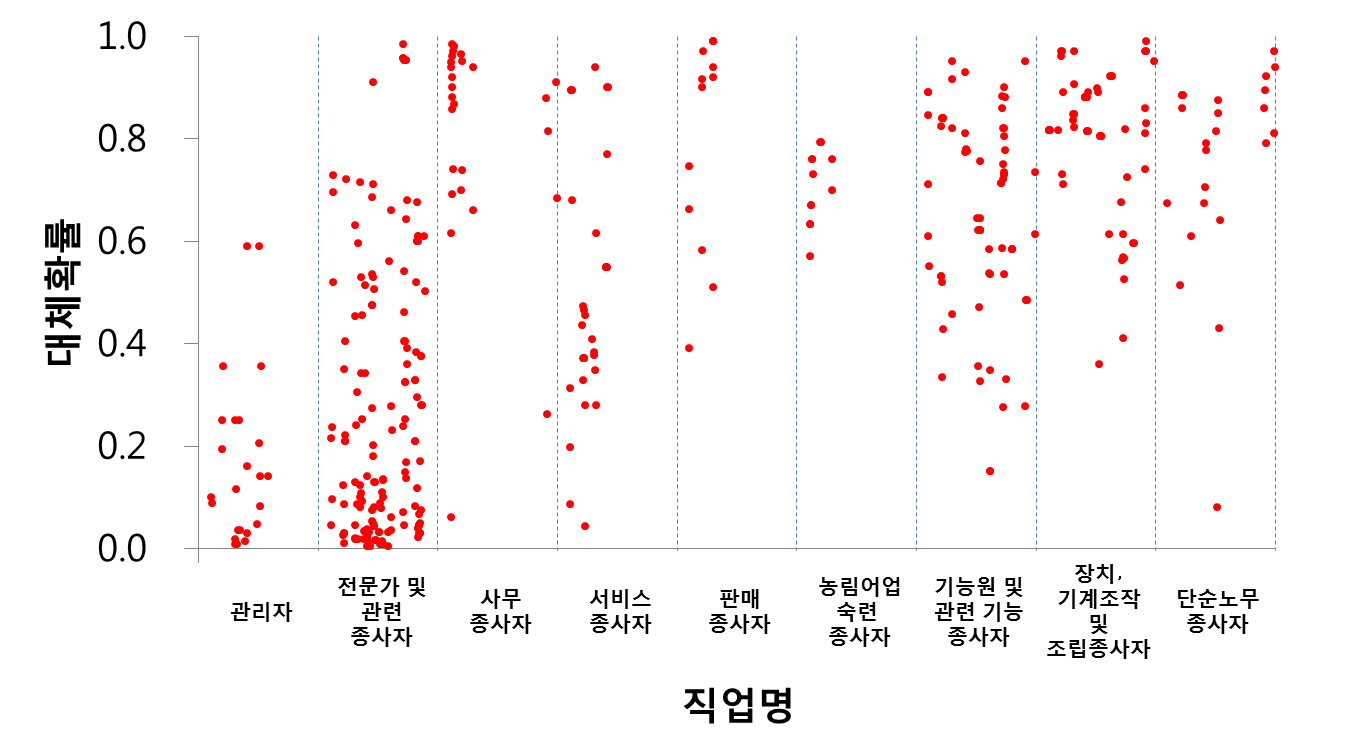 1.0
0.8
0.6
0.4
0.2
0.0
대체확률
관리자
전문가 및
관련
종사자
사무
종사자
서비스
종사자
판매
종사자
농림어업
숙련
종사자
기능원 및
관련 기능
종사자
장치,
기계조작
및
조립종사자
단순노무
종사자
직업명